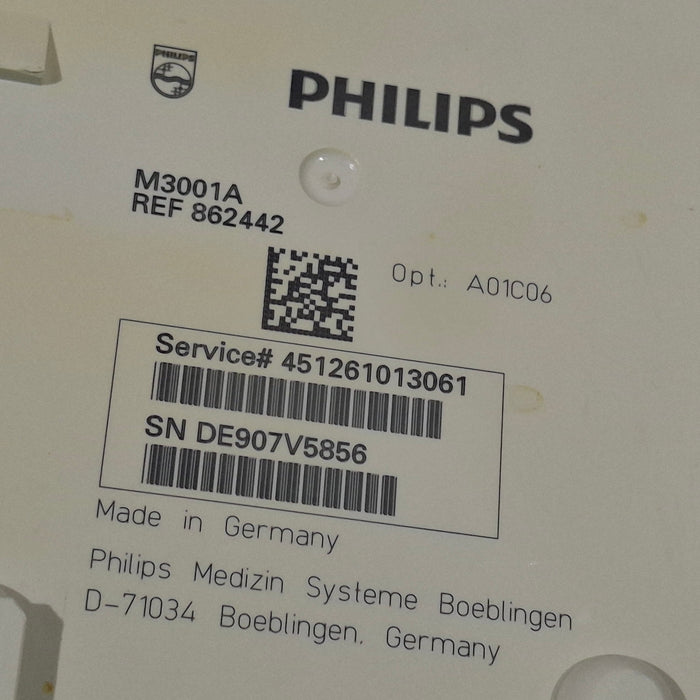 PHILIPS
PHILIPS
M3001A
REF 862442
Opt.: A01C06
Service# 451261013061
SN DE907V5856
Made in Germany
Philips Medizin Systeme Boeblingen
D-71034 Boeblingen, Germany